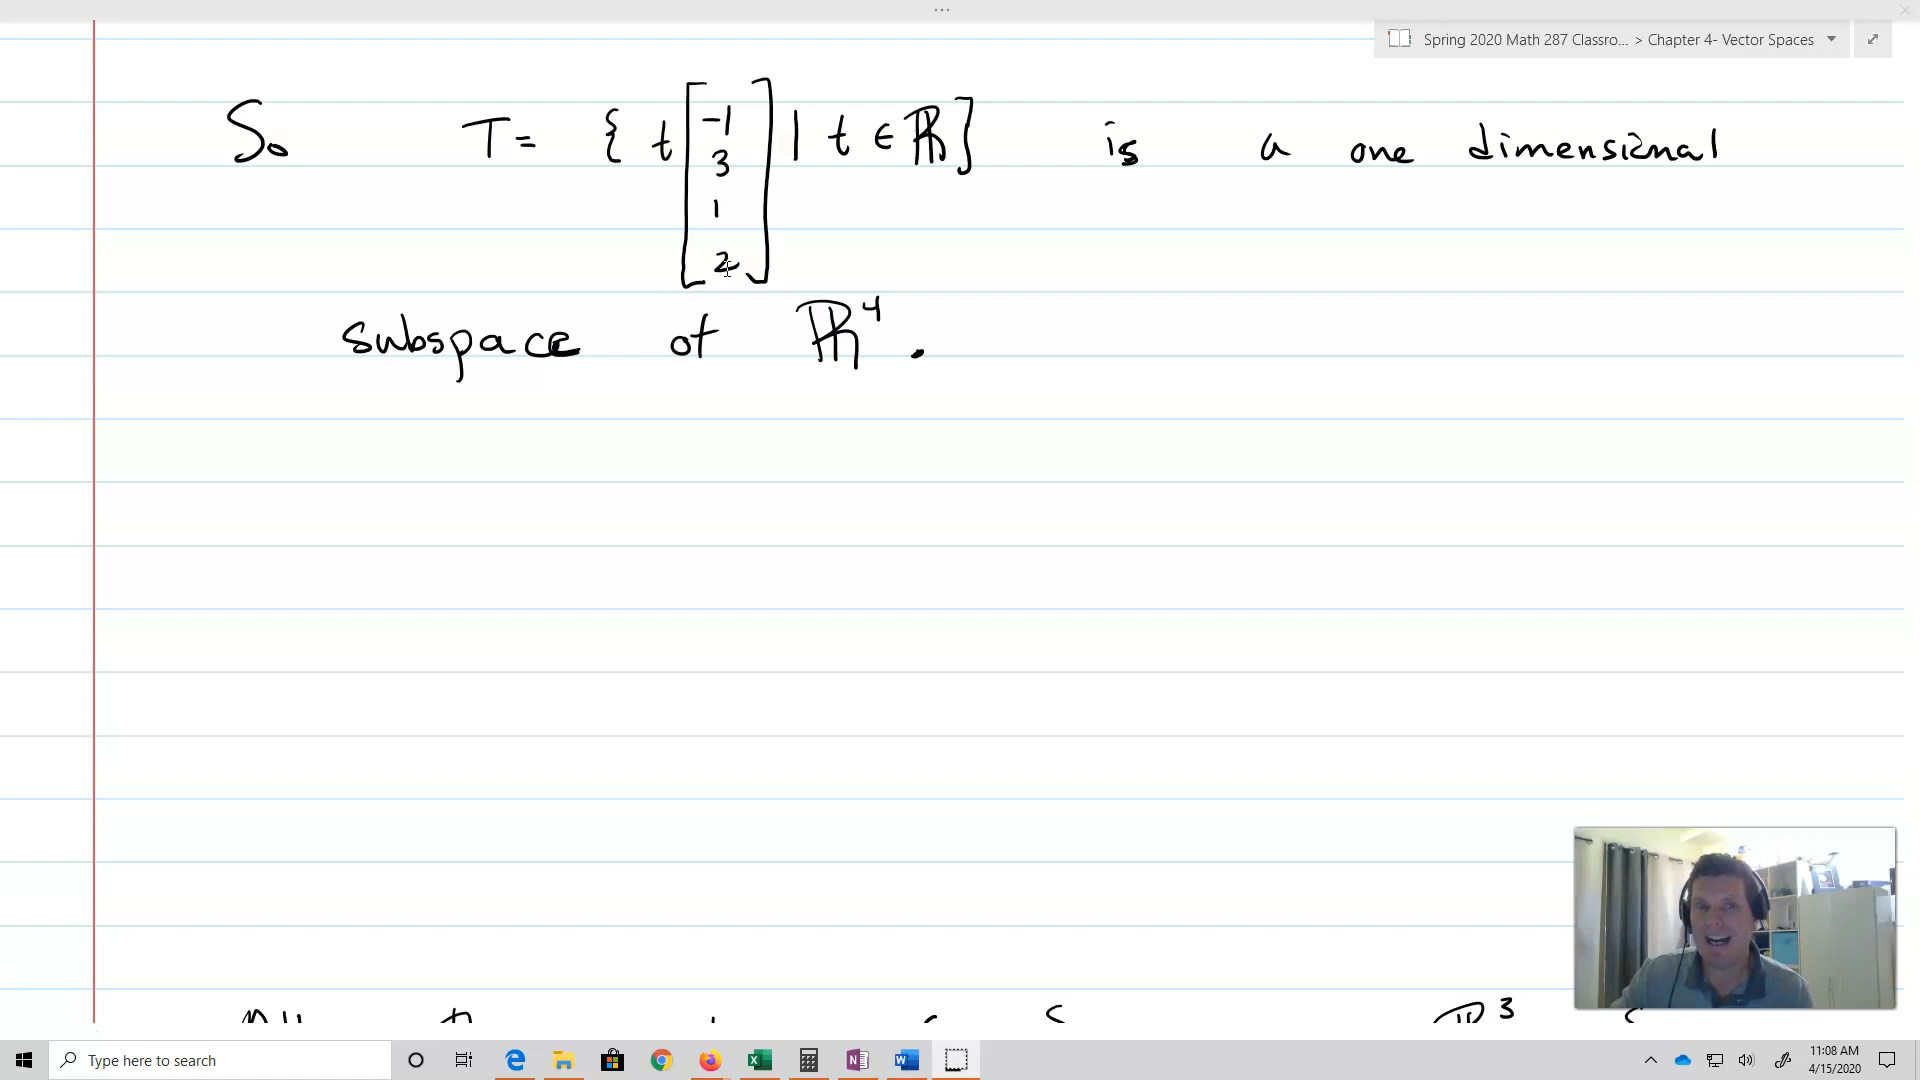 ...
Spring 2020 Math 287 Classro... > Chapter 4- Vector Spaces
So T = { t [ -1 3 1 2 ] | t ∈ ℝ } is a one dimensional
subspace of ℝ⁴.
ℝ³
Type here to search
11:08 AM
4/15/2020